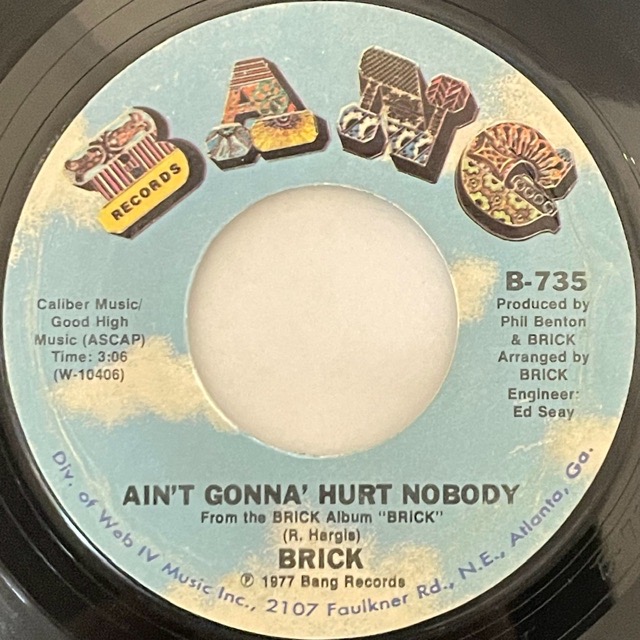 BANG
RECORDS
B-735
Caliber Music/
Good High
Music (ASCAP)
Time: 3:06
(W-10406)
Produced by
Phil Benton
& BRICK
Arranged by
BRICK
Engineer:
Ed Seay
AIN'T GONNA' HURT NOBODY
From the BRICK Album "BRICK"
(R. Hargis)
BRICK
℗ 1977 Bang Records
Div. of Web IV Music Inc., 2107 Faulkner Rd., N.E., Atlanta, Ga.